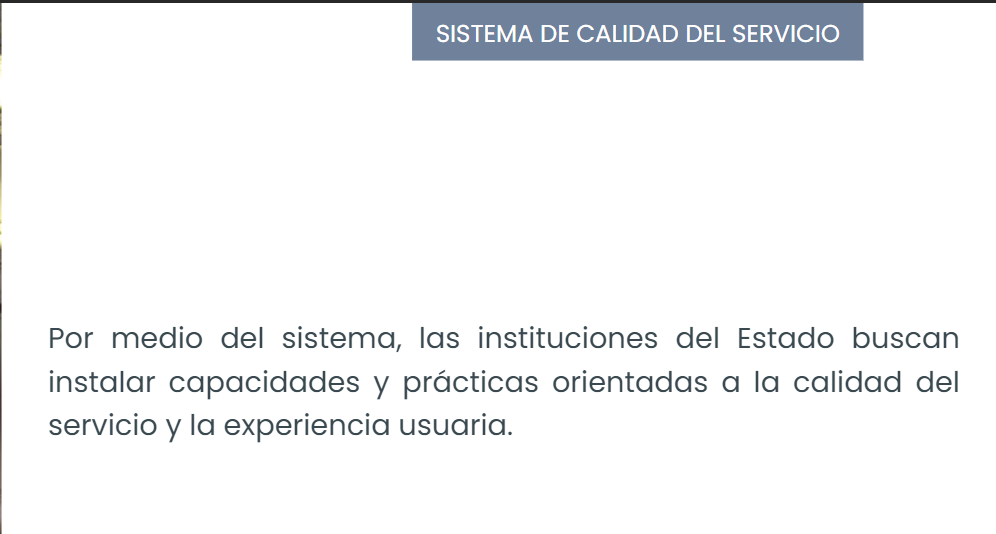 SISTEMA DE CALIDAD DEL SERVICIO
Por medio del sistema, las instituciones del Estado buscan
instalar capacidades y prácticas orientadas a la calidad del
servicio y la experiencia usuaria.